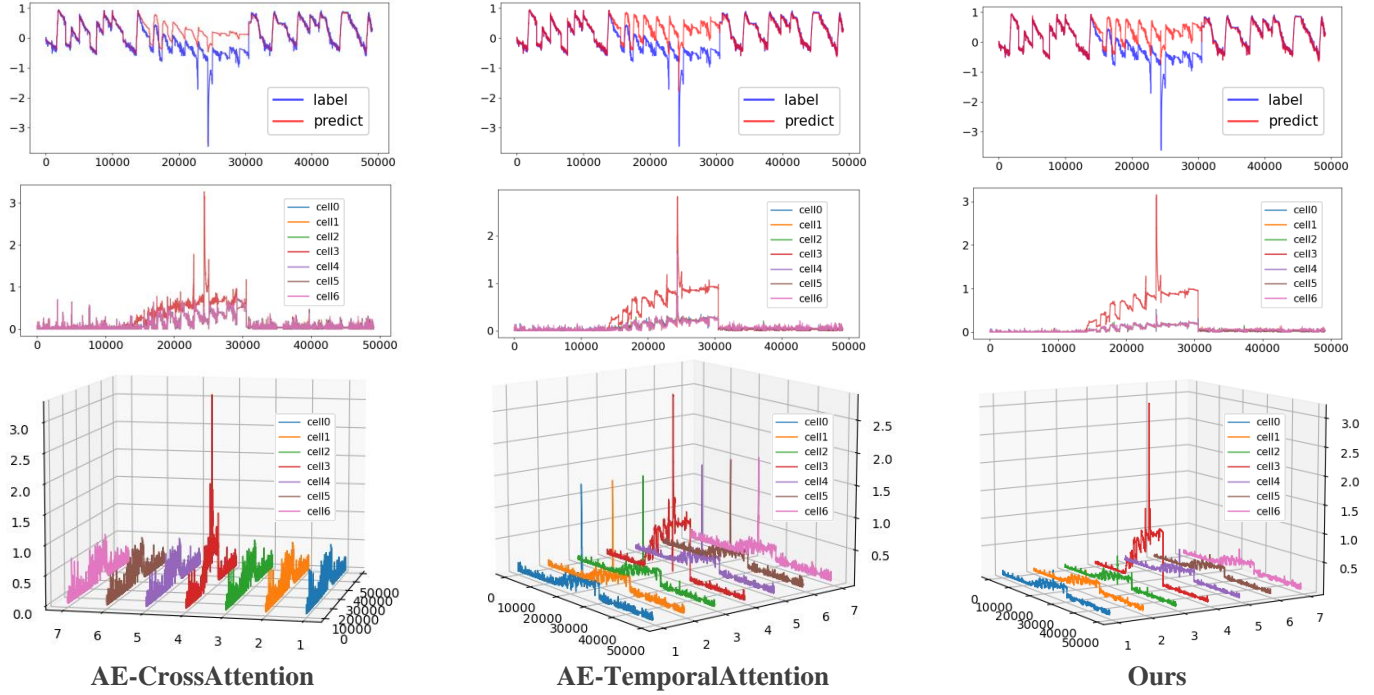 1
0
−1
−2
−3
label
predict
0 10000 20000 30000 40000 50000
1
0
−1
−2
−3
label
predict
0 10000 20000 30000 40000 50000
1
0
−1
−2
−3
label
predict
0 10000 20000 30000 40000 50000
3
2
1
0
cell0
cell1
cell2
cell3
cell4
cell5
cell6
0 10000 20000 30000 40000 50000
2
1
0
cell0
cell1
cell2
cell3
cell4
cell5
cell6
0 10000 20000 30000 40000 50000
3
2
1
0
cell0
cell1
cell2
cell3
cell4
cell5
cell6
0 10000 20000 30000 40000 50000
3.0
2.5
2.0
1.5
1.0
0.5
0.0
cell0
cell1
cell2
cell3
cell4
cell5
cell6
7 6 5 4 3 2 1
50000
40000
30000
20000
10000
0
cell0
cell1
cell2
cell3
cell4
cell5
cell6
2.5
2.0
1.5
1.0
0.5
0
10000
20000
30000
40000
50000
1 2 3 4 5 6 7
cell0
cell1
cell2
cell3
cell4
cell5
cell6
3.0
2.5
2.0
1.5
1.0
0.5
0
10000
20000
30000
40000
50000
1 2 3 4 5 6 7
AE-CrossAttention
AE-TemporalAttention
Ours